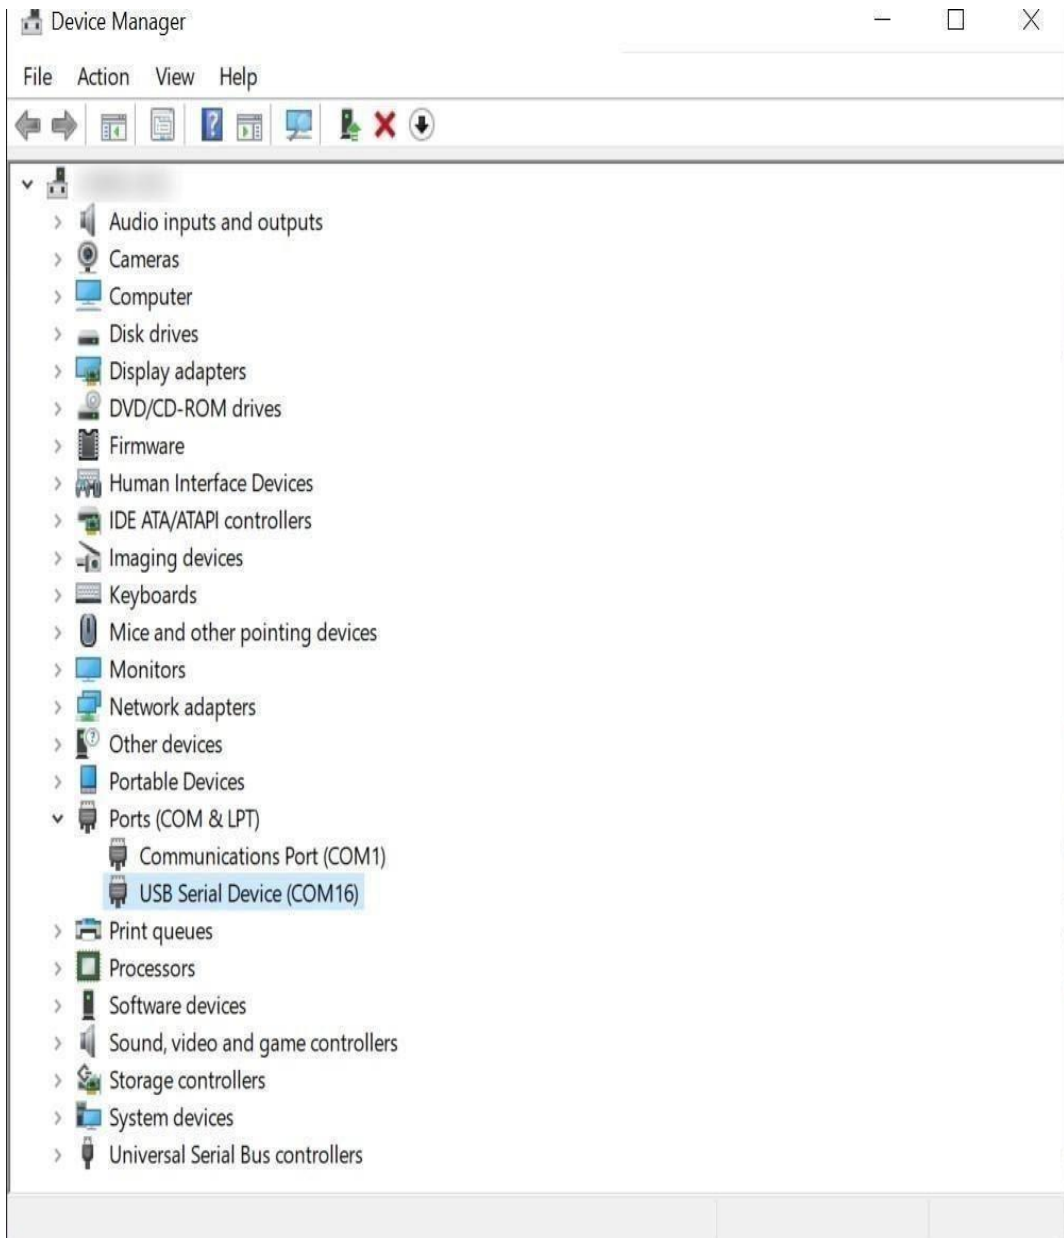 Device Manager
File Action View Help
Audio inputs and outputs
Cameras
Computer
Disk drives
Display adapters
DVD/CD-ROM drives
Firmware
Human Interface Devices
IDE ATA/ATAPI controllers
Imaging devices
Keyboards
Mice and other pointing devices
Monitors
Network adapters
Other devices
Portable Devices
Ports (COM & LPT)
Communications Port (COM1)
USB Serial Device (COM16)
Print queues
Processors
Software devices
Sound, video and game controllers
Storage controllers
System devices
Universal Serial Bus controllers